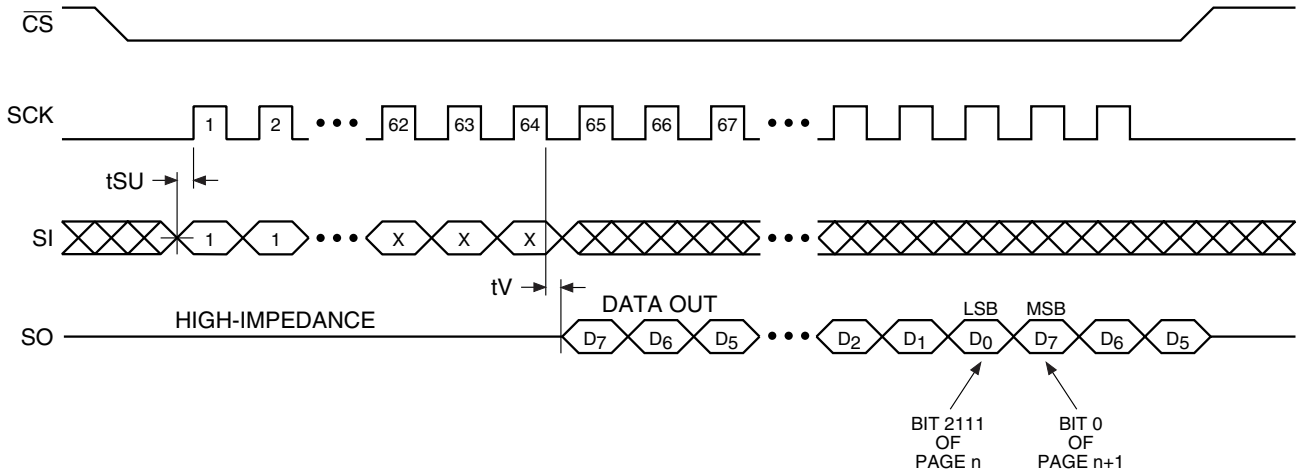 CS
SCK
1 2 ••• 62 63 64 65 66 67 •••
tSU
SI
1 1 ••• X X X •••
tV
DATA OUT
HIGH-IMPEDANCE
LSB MSB
SO
D7 D6 D5 ••• D2 D1 D0 D7 D6 D5
BIT 2111
OF
PAGE n
BIT 0
OF
PAGE n+1